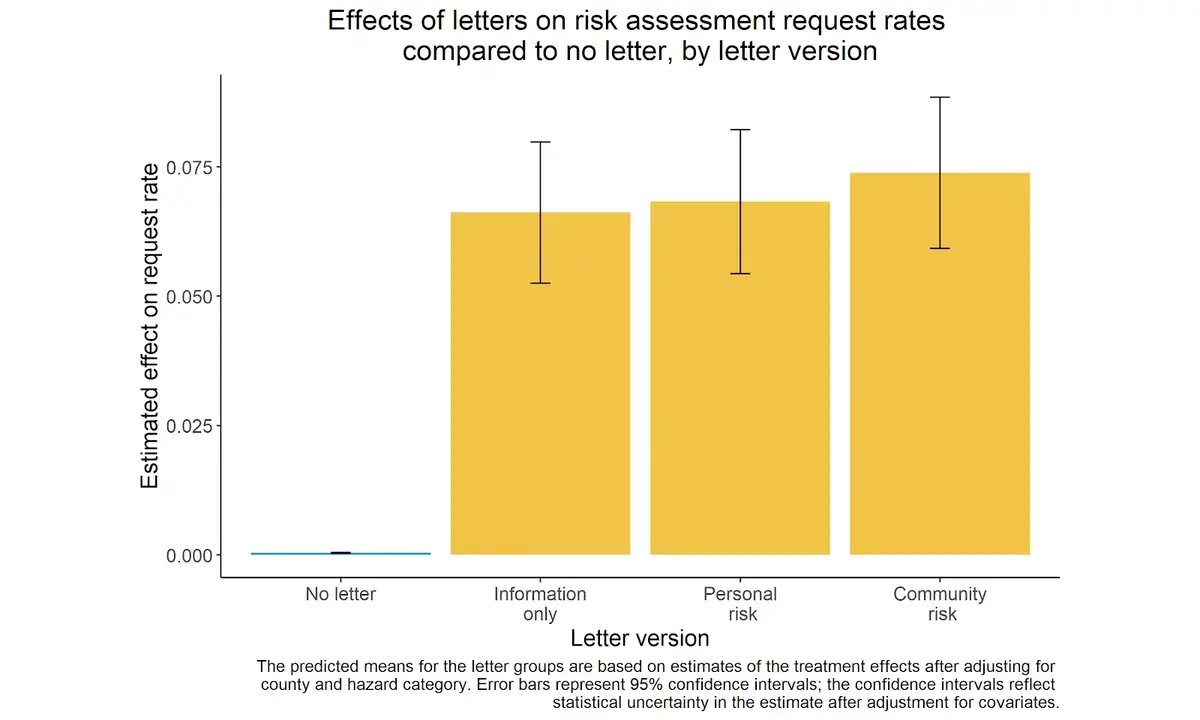 Effects of letters on risk assessment request rates
compared to no letter, by letter version
Estimated effect on request rate
0.075
0.050
0.025
0.000
No letter
Information
only
Personal
risk
Community
risk
Letter version
The predicted means for the letter groups are based on estimates of the treatment effects after adjusting for
county and hazard category. Error bars represent 95% confidence intervals; the confidence intervals reflect
statistical uncertainty in the estimate after adjustment for covariates.